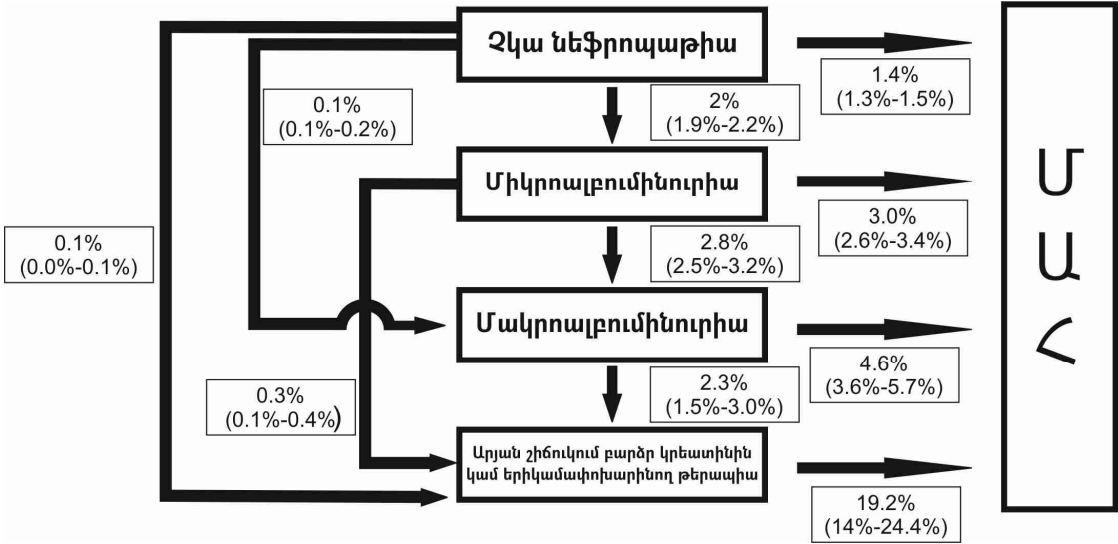 Չկա նեֆրոպաթիա
1.4%
(1.3%-1.5%)
0.1%
(0.1%-0.2%)
2%
(1.9%-2.2%)
Միկրոալբումինուրիա
3.0%
(2.6%-3.4%)
0.1%
(0.0%-0.1%)
2.8%
(2.5%-3.2%)
Մակրոալբումինուրիա
4.6%
(3.6%-5.7%)
0.3%
(0.1%-0.4%)
2.3%
(1.5%-3.0%)
Արյան շիճուկում բարձր կրեատինին
կամ երիկամափոխարինող թերապիա
19.2%
(14%-24.4%)
Մ
Ա
Հ